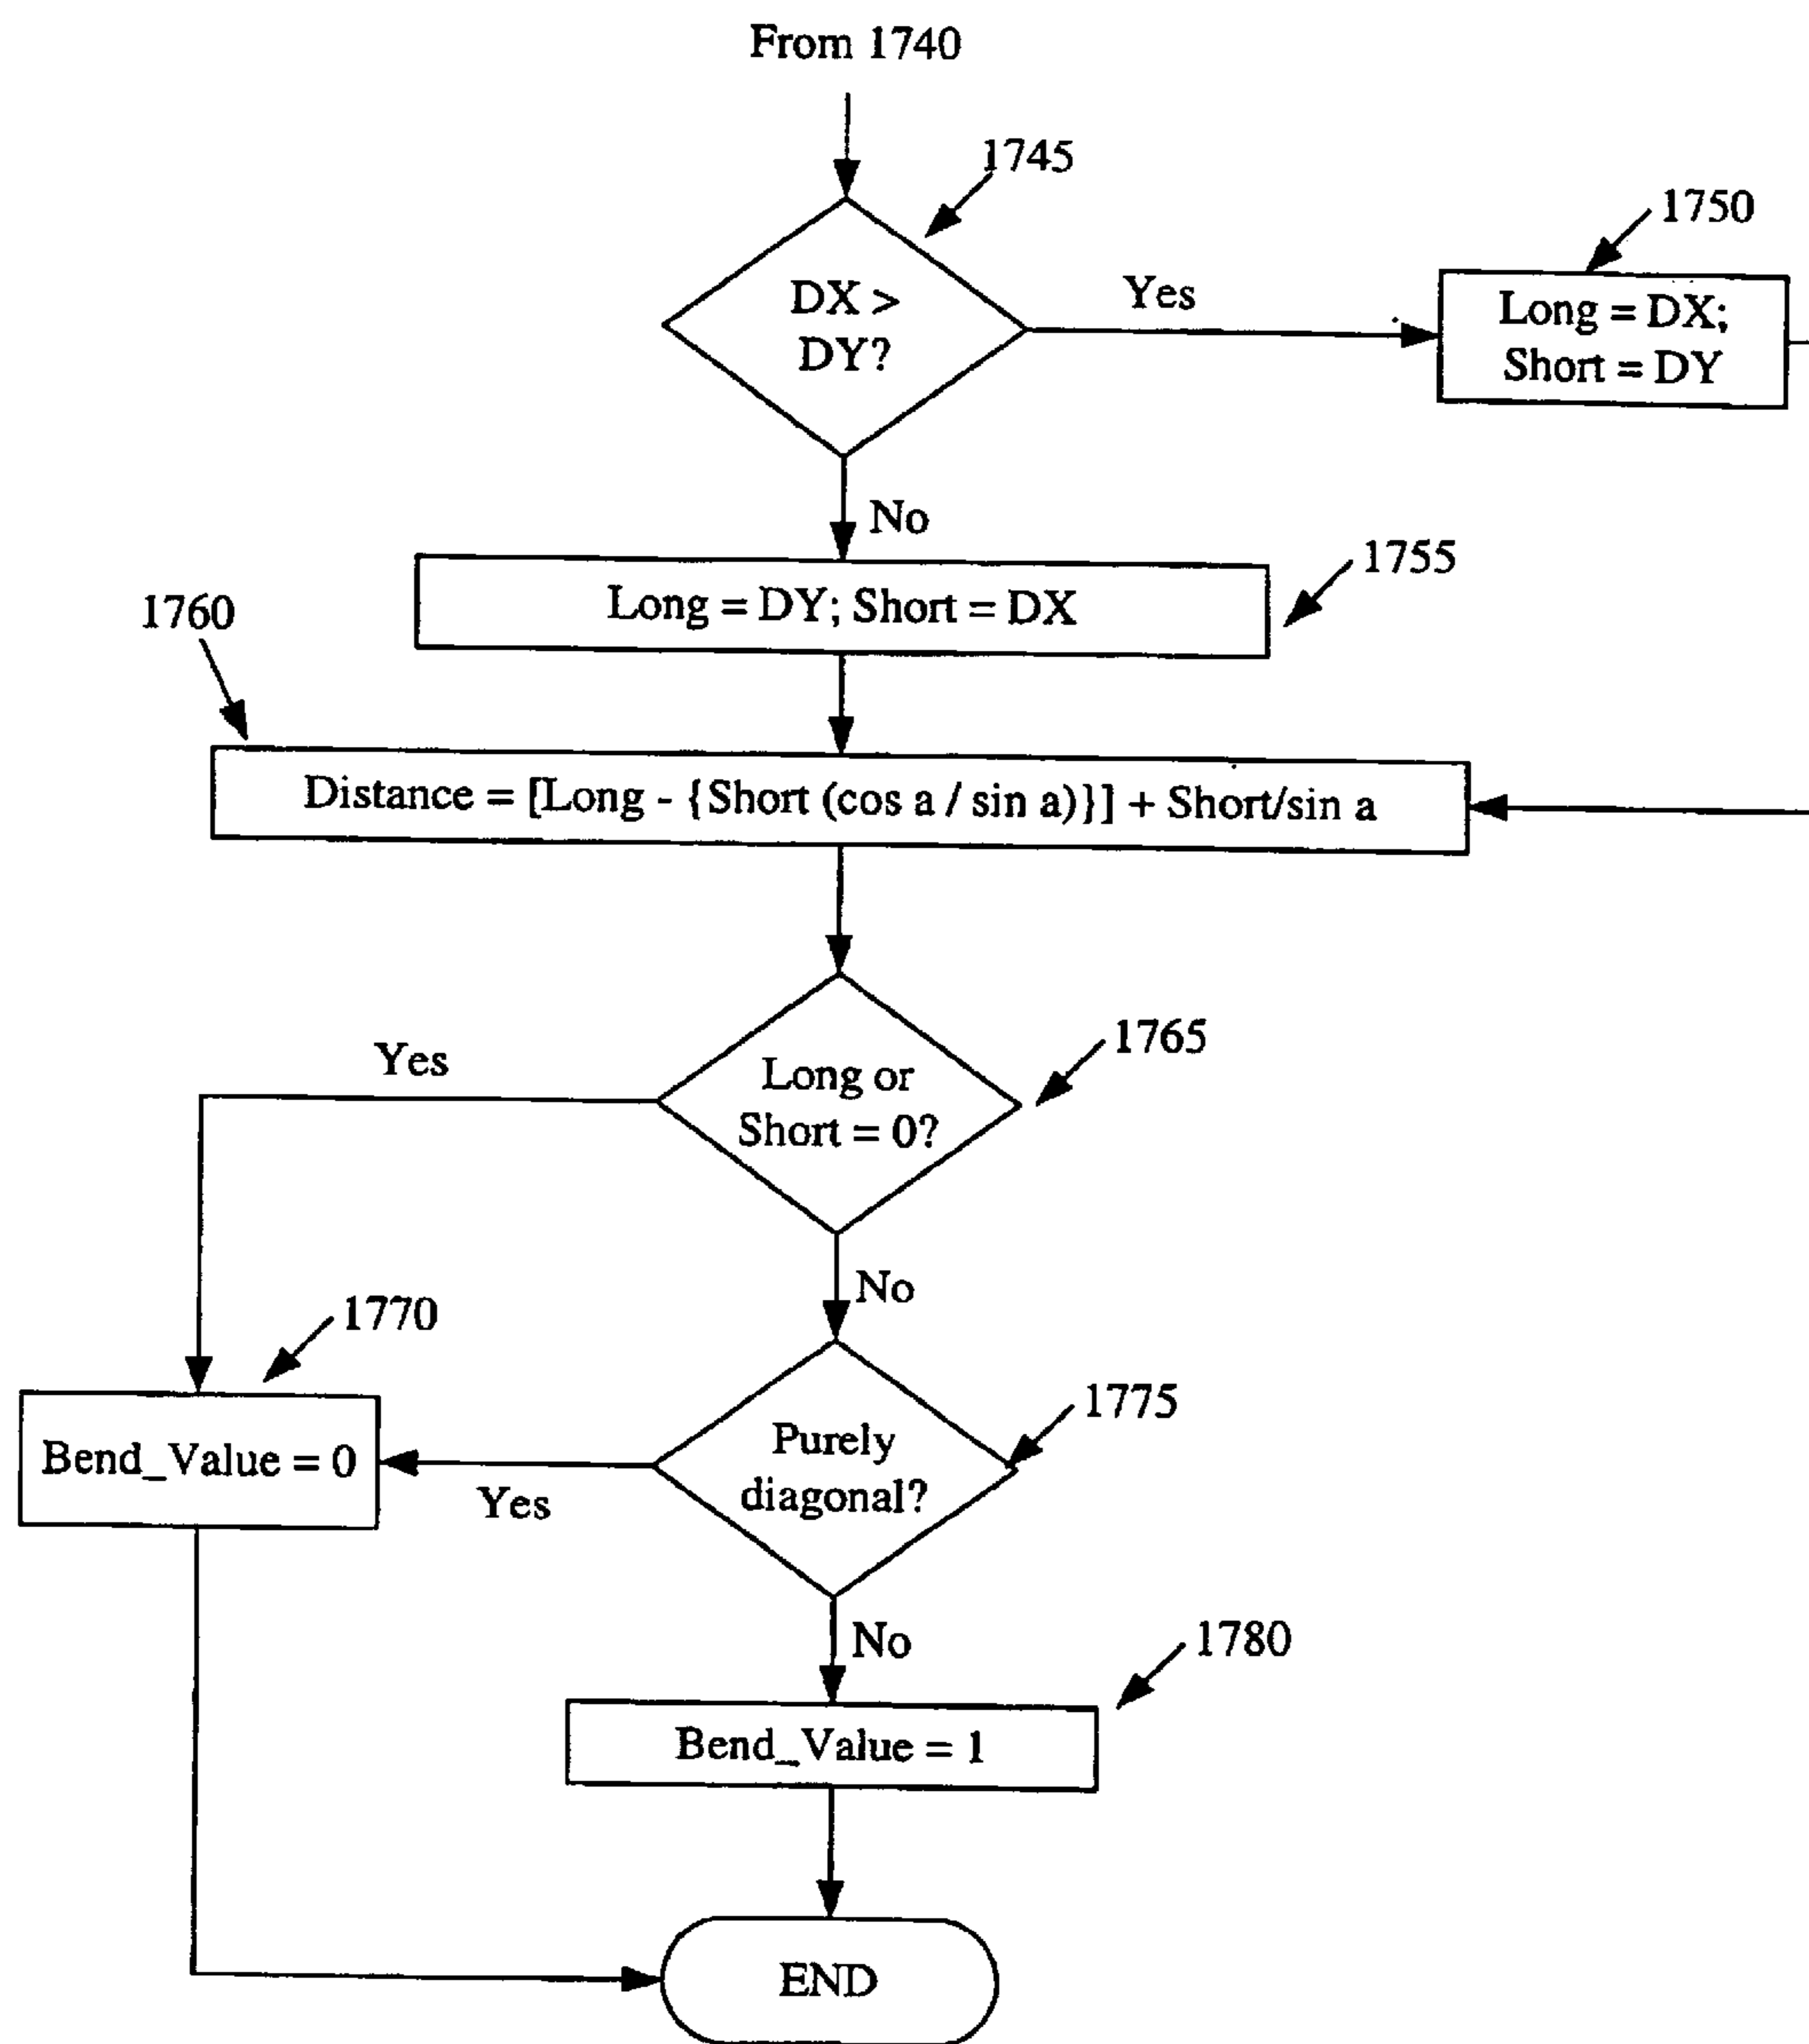 From 1740
1745
1750
DX >
DY?
Yes
Long = DX;
Short = DY
No
1755
Long = DY; Short = DX
1760
Distance = [Long - {Short (cos a / sin a)}] + Short/sin a
1765
Yes
Long or
Short = 0?
No
1770
1775
Bend_Value = 0
Yes
Purely
diagonal?
No
1780
Bend_Value = 1
END